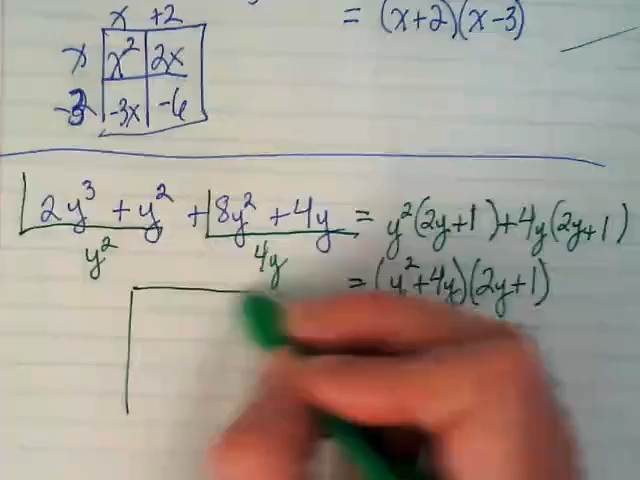 x +2
= (x+2)(x-3)
x x² 2x
-3 -3x -6
2y³ + y² + 8y² + 4y = y²(2y+1)+4y(2y+1)
y² 4y
= (y²+4y)(2y+1)